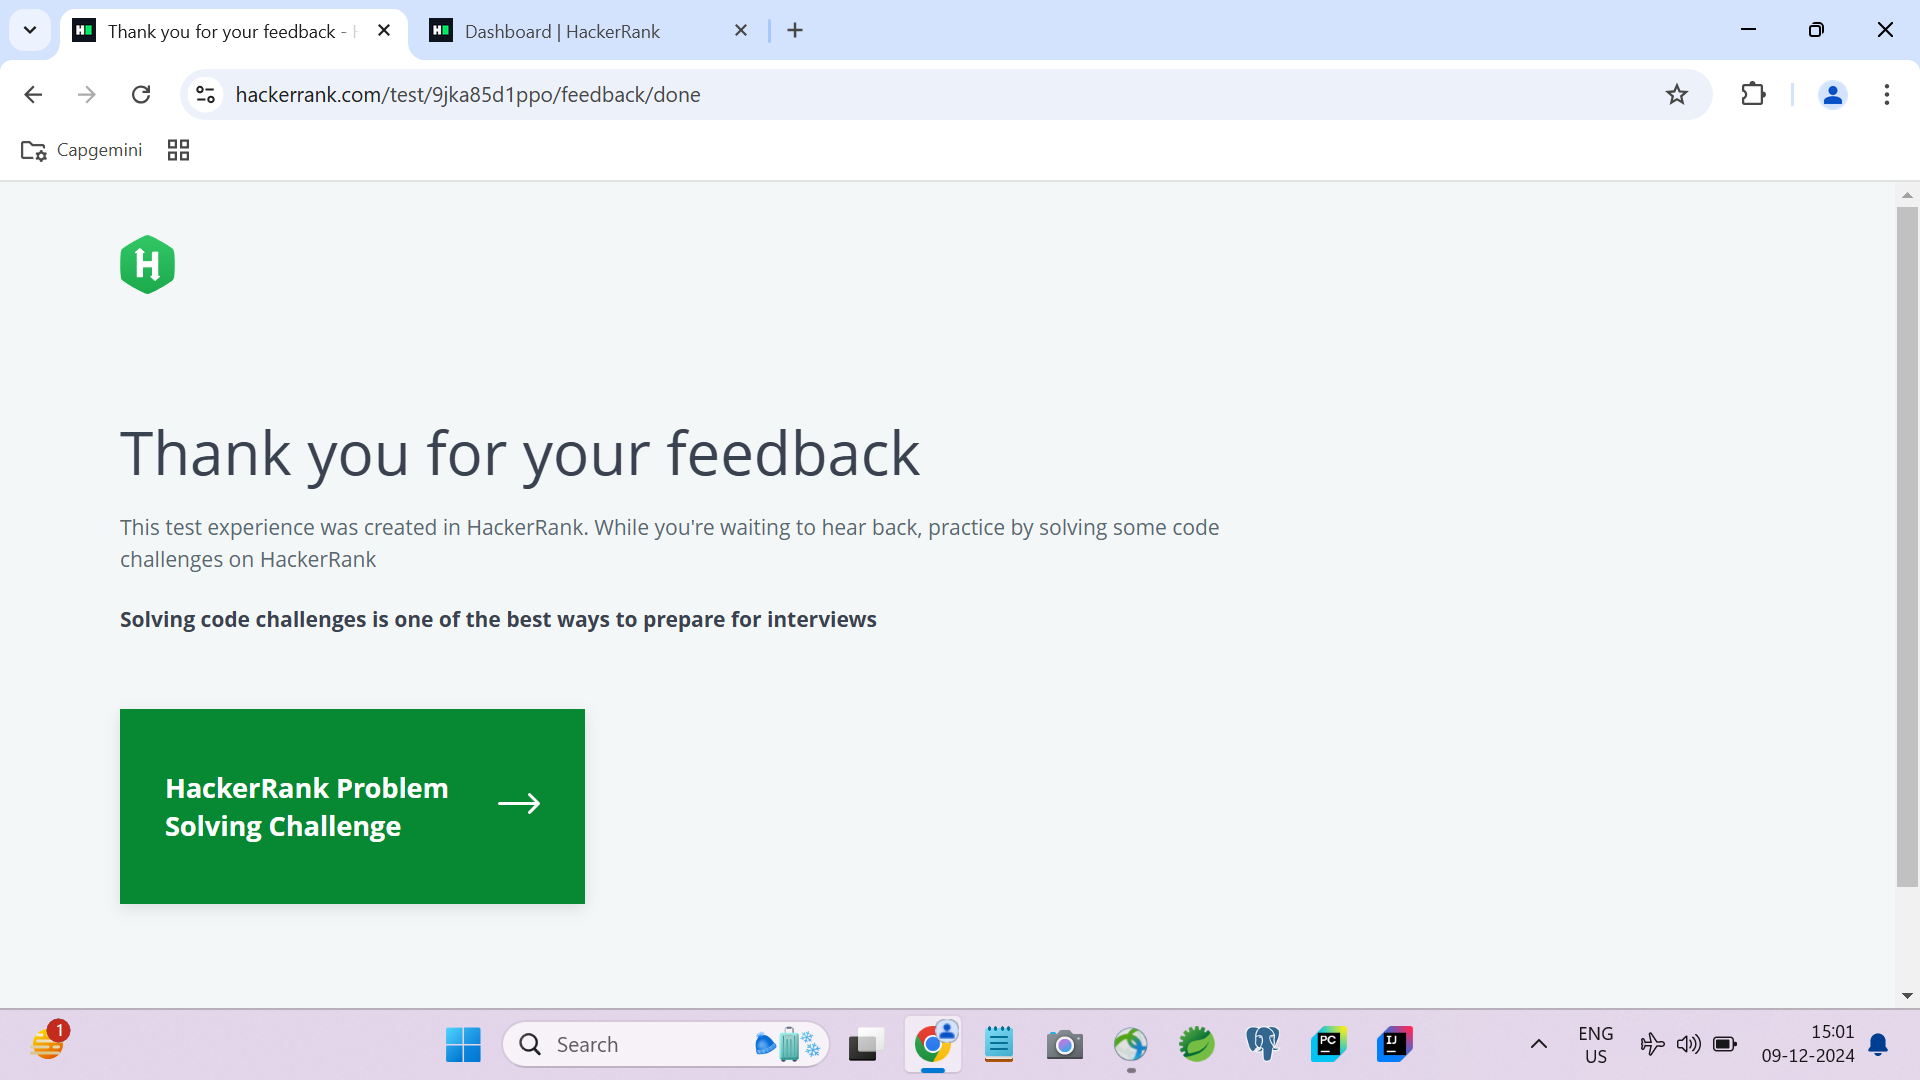 Thank you for your feedback -
Dashboard | HackerRank
hackerrank.com/test/9jka85d1ppo/feedback/done
Capgemini
H
Thank you for your feedback
This test experience was created in HackerRank. While you're waiting to hear back, practice by solving some code
challenges on HackerRank
Solving code challenges is one of the best ways to prepare for interviews
HackerRank Problem
Solving Challenge
1
Search
PC
IJ
ENG
US
15:01
09-12-2024